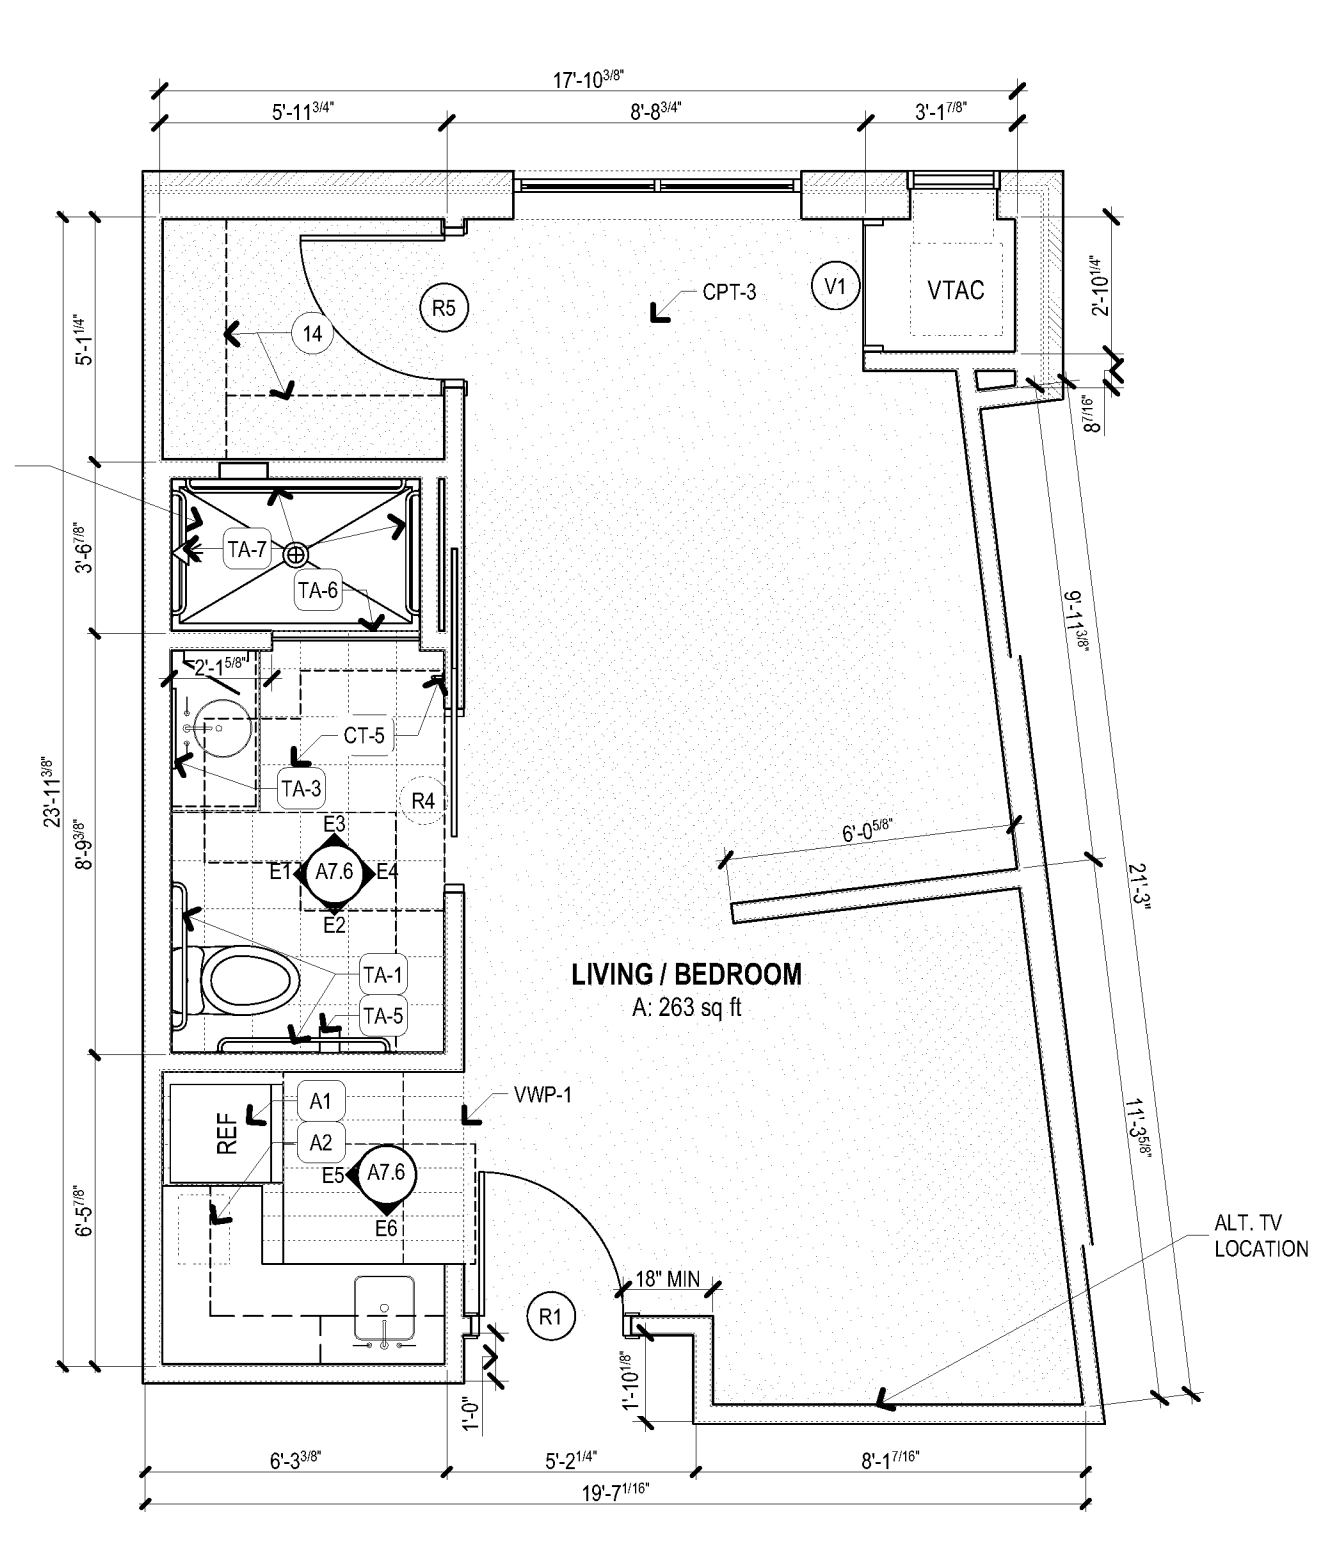 17'-10 3/8"
5'-11 3/4"
8'-8 3/4"
3'-1 7/8"
2'-10 1/4"
CPT-3
V1
VTAC
R5
14
5'-1 1/4"
8 7/16"
3'-6 7/8"
TA-7
TA-6
9'-11 3/8"
2'-1 5/8"
CT-5
TA-3
R4
23'-11 3/8"
8'-9 3/8"
E3
E1
A7.6
E4
E2
6'-0 5/8"
21'-3"
LIVING / BEDROOM
A: 263 sq ft
TA-1
TA-5
A1
VWP-1
REF
A2
11'-3 5/8"
E5
A7.6
E6
6'-5 7/8"
ALT. TV
LOCATION
18" MIN
R1
1'-10 1/8"
1'-0"
6'-3 3/8"
5'-2 1/4"
8'-1 7/16"
19'-7 1/16"